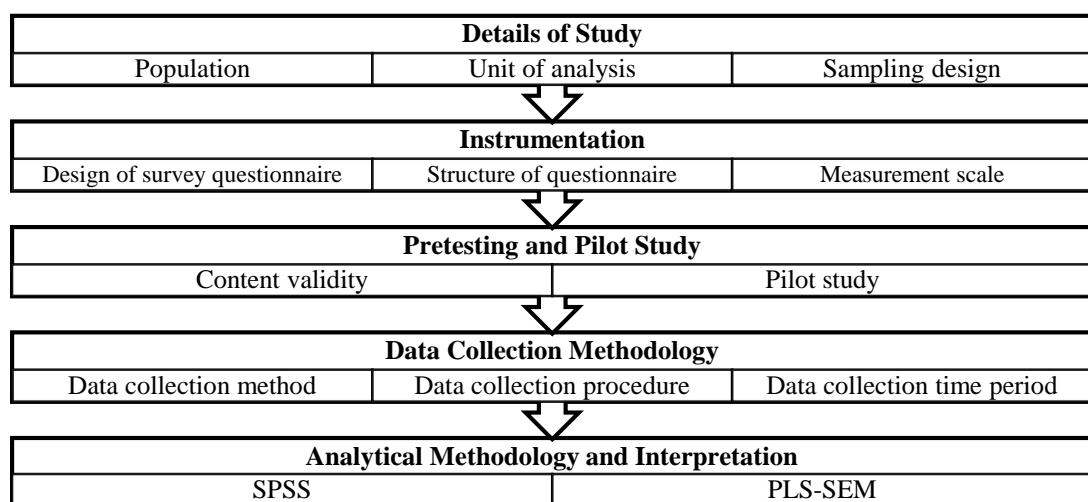 Details of Study
Population Unit of analysis Sampling design
Instrumentation
Design of survey questionnaire Structure of questionnaire Measurement scale
Pretesting and Pilot Study
Content validity Pilot study
Data Collection Methodology
Data collection method Data collection procedure Data collection time period
Analytical Methodology and Interpretation
SPSS PLS-SEM